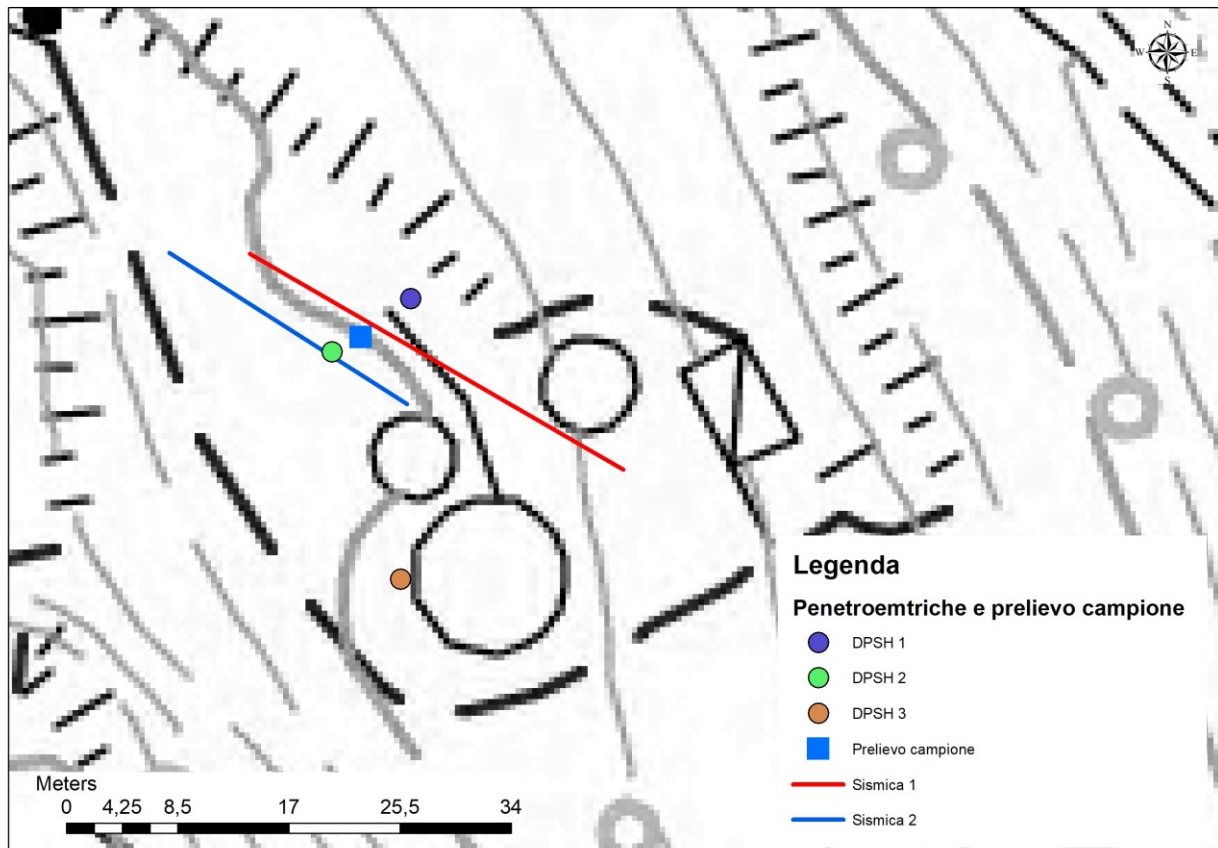 N
W E
S
Legenda
Penetroemtriche e prelievo campione
DPSH 1
DPSH 2
DPSH 3
Prelievo campione
Sismica 1
Sismica 2
Meters
0 4,25 8,5 17 25,5 34